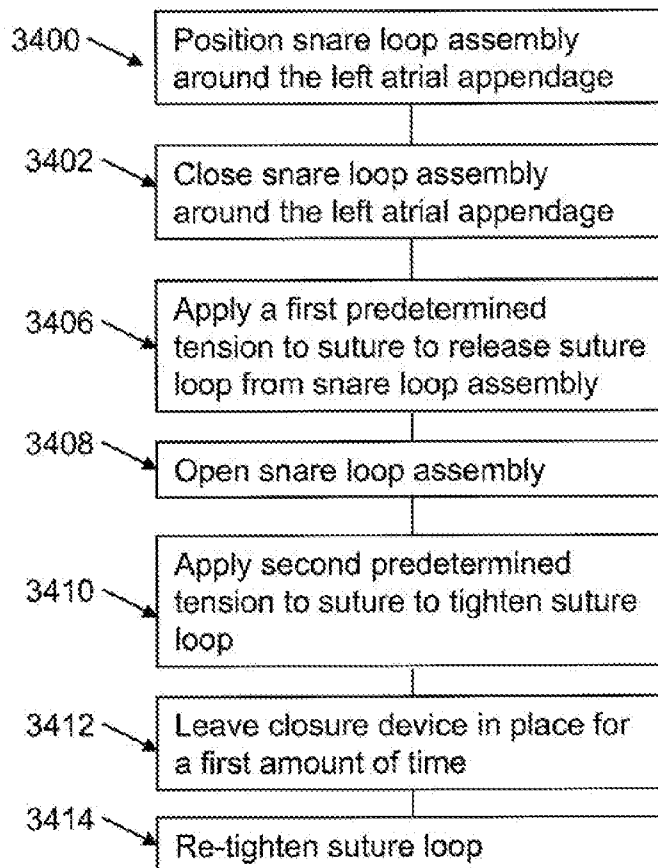 3400
Position snare loop assembly
around the left atrial appendage
3402
Close snare loop assembly
around the left atrial appendage
3406
Apply a first predetermined
tension to suture to release suture
loop from snare loop assembly
3408
Open snare loop assembly
3410
Apply second predetermined
tension to suture to tighten suture
loop
3412
Leave closure device in place for
a first amount of time
3414
Re-tighten suture loop